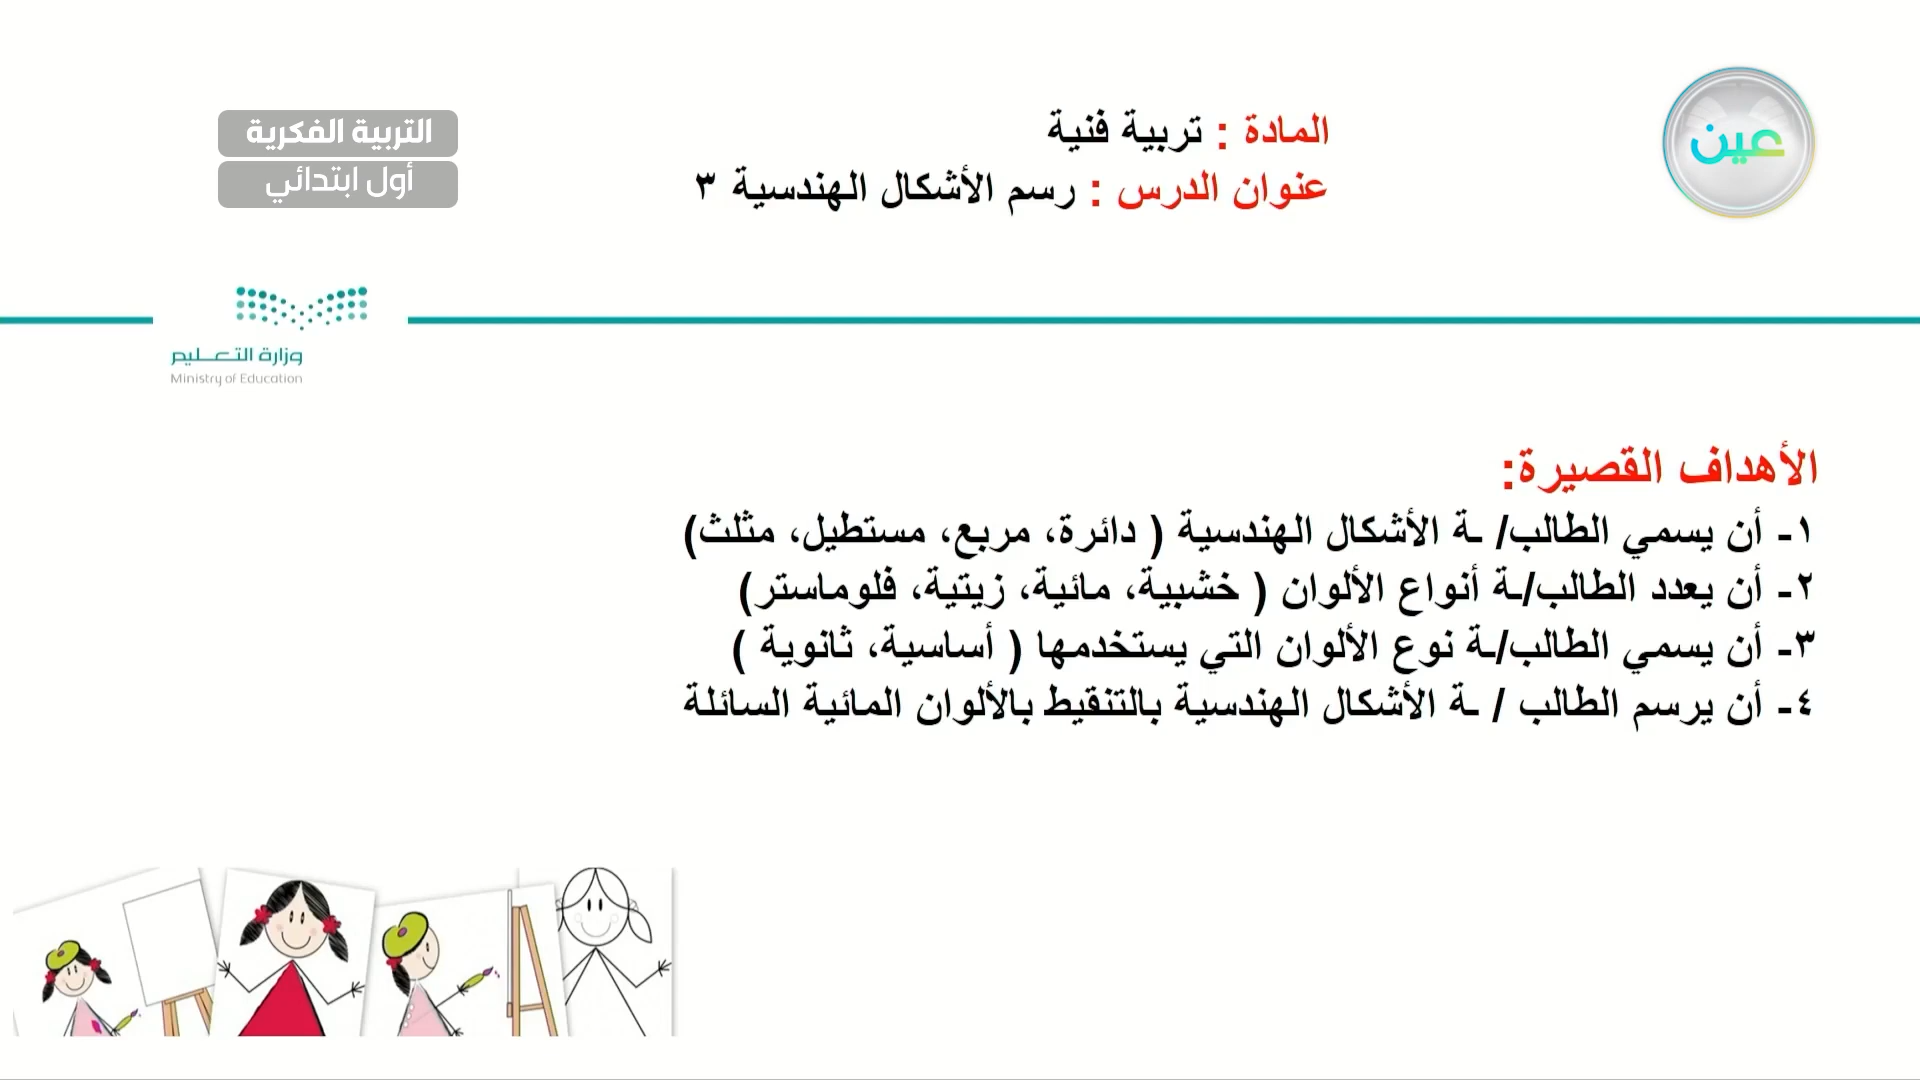 عين
المادة : تربية فنية
عنوان الدرس : رسم الأشكال الهندسية ٣
التربية الفكرية
أول ابتدائي
وزارة التعـليم
Ministry of Education
الأهداف القصيرة:
١- أن يسمي الطالب/ ـة الأشكال الهندسية ( دائرة، مربع، مستطيل، مثلث)
٢- أن يعدد الطالب/ـة أنواع الألوان ( خشبية، مائية، زيتية، فلوماستر)
٣- أن يسمي الطالب/ـة نوع الألوان التي يستخدمها ( أساسية، ثانوية )
٤- أن يرسم الطالب / ـة الأشكال الهندسية بالتنقيط بالألوان المائية السائلة